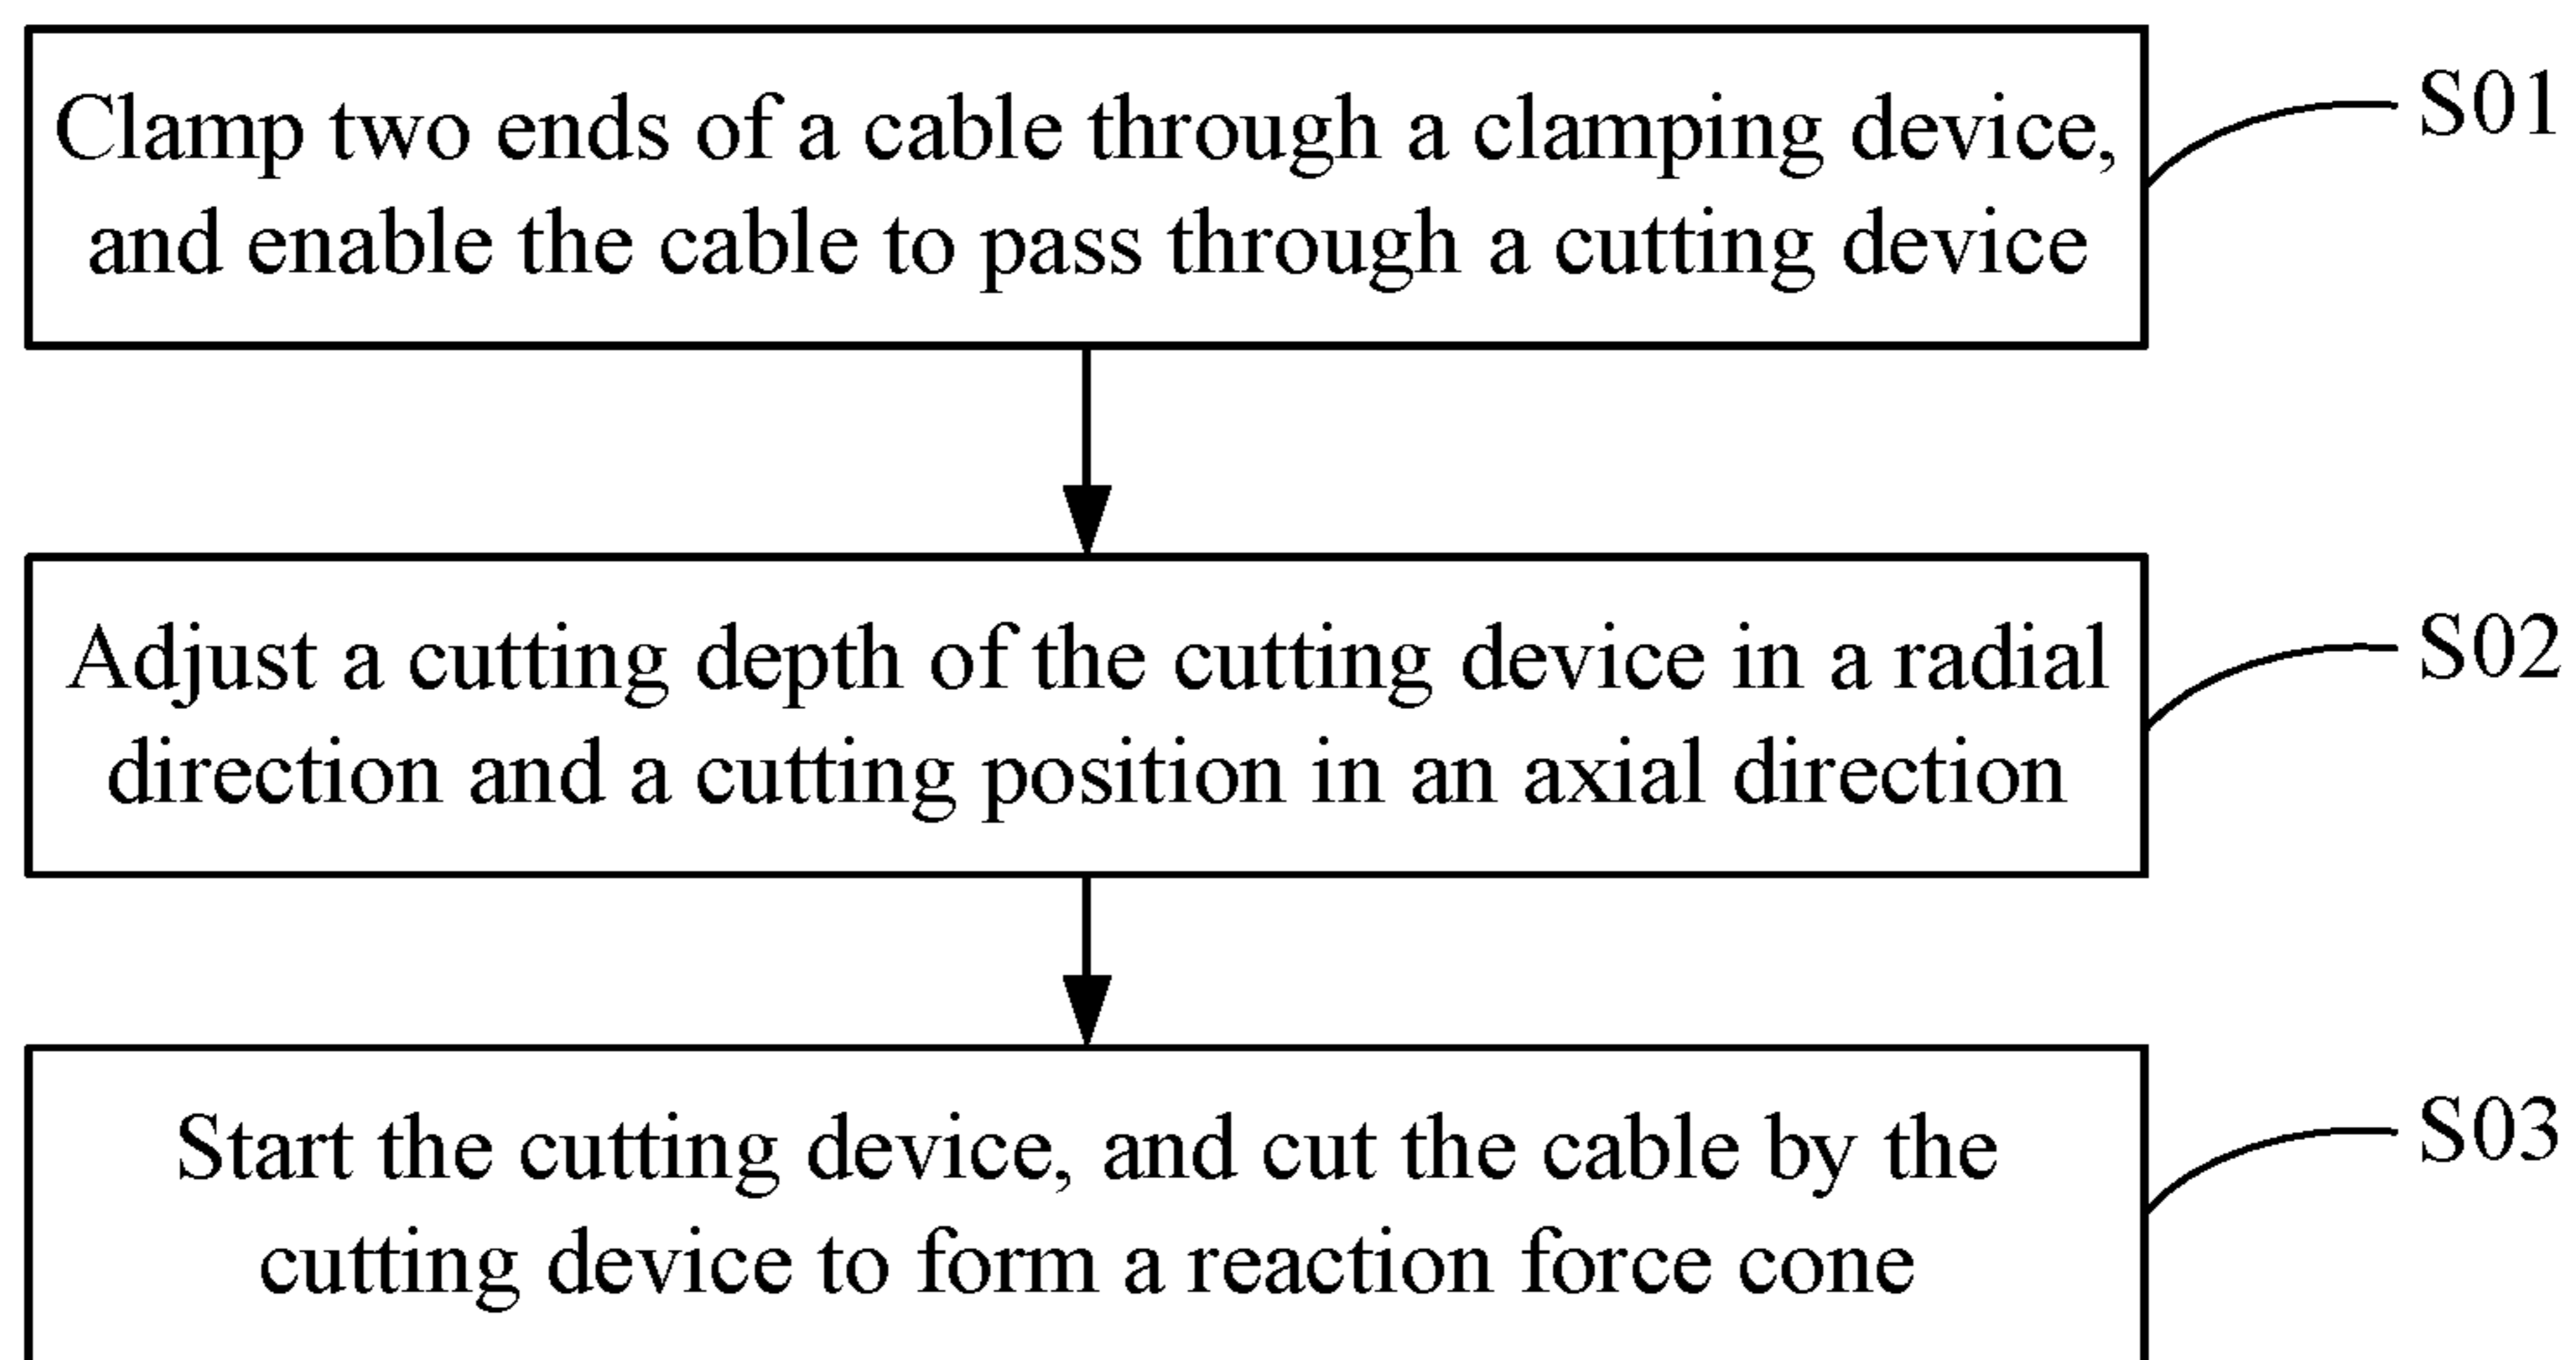 Clamp two ends of a cable through a clamping device,
and enable the cable to pass through a cutting device
S01
Adjust a cutting depth of the cutting device in a radial
direction and a cutting position in an axial direction
S02
Start the cutting device, and cut the cable by the
cutting device to form a reaction force cone
S03